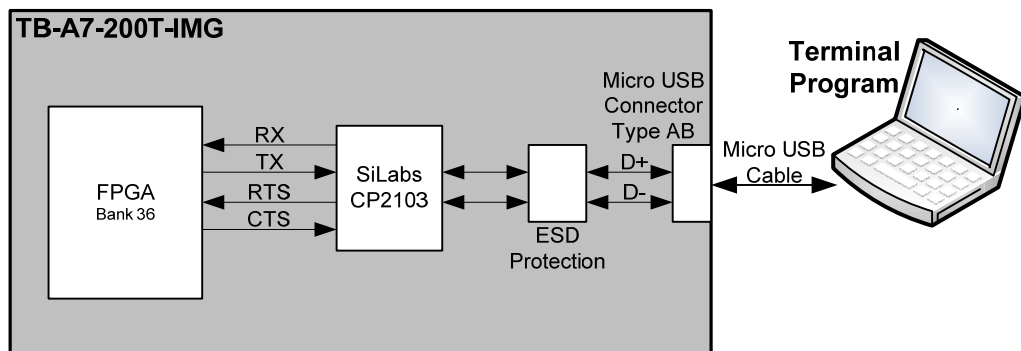 TB-A7-200T-IMG
Terminal
Program
Micro USB
Connector
Type AB
RX
TX
RTS
CTS
FPGA
Bank 36
SiLabs
CP2103
D+
D-
ESD
Protection
Micro USB
Cable